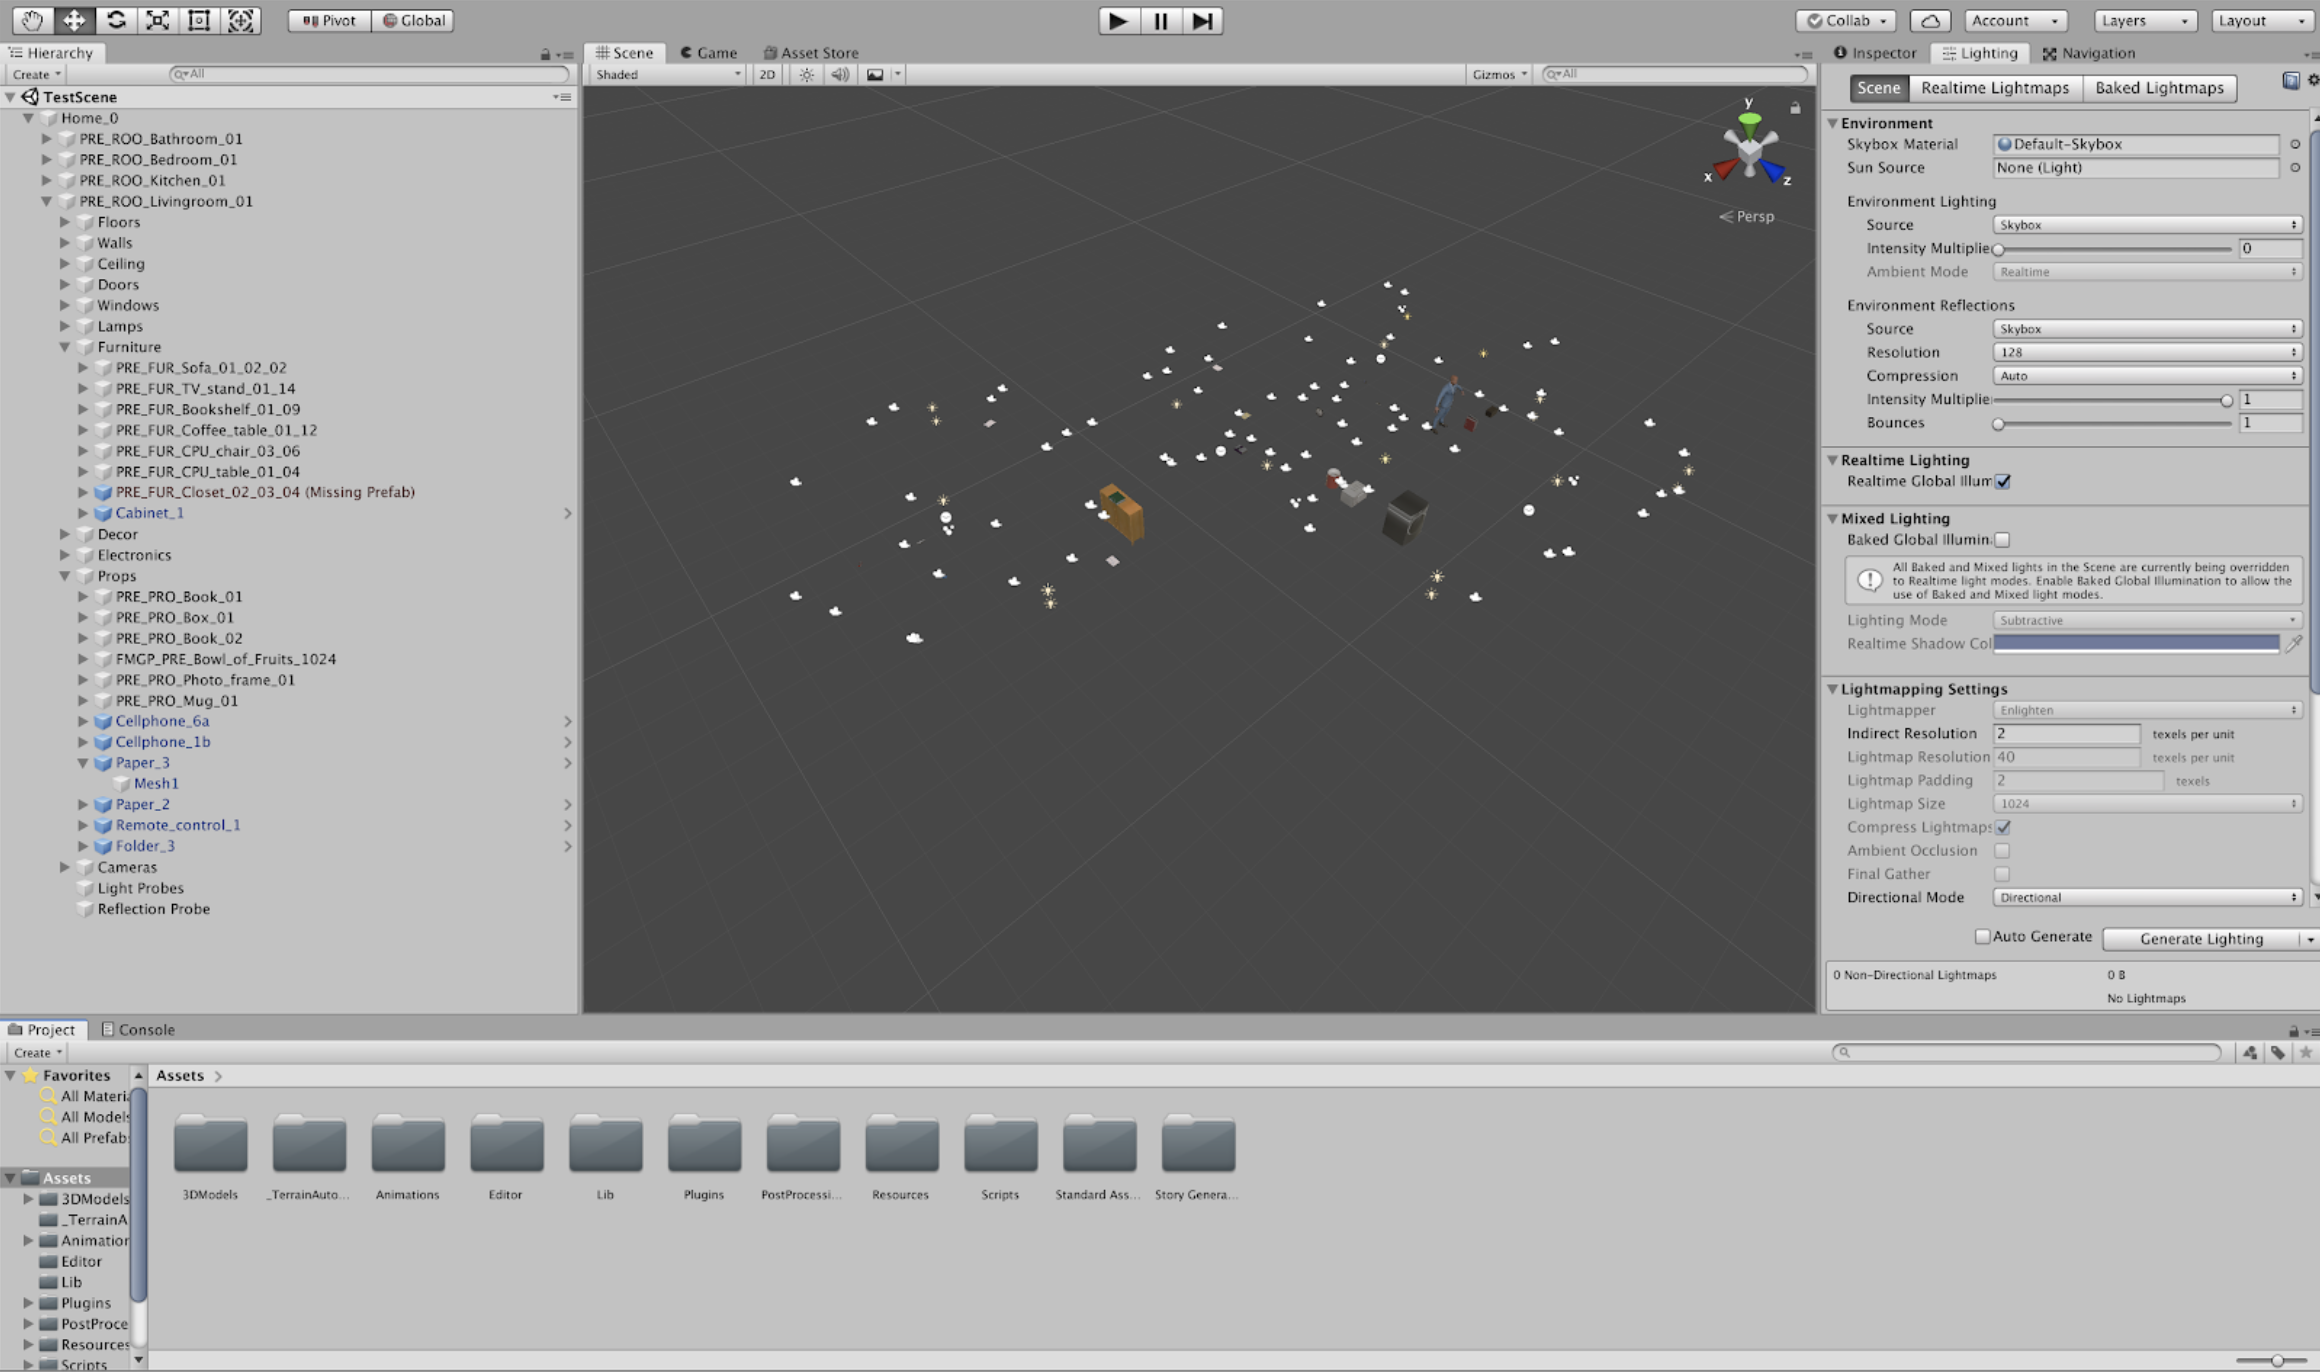 Pivot Global Collab Account Layers Layout
Hierarchy
Create All
TestScene
Home_0
PRE_ROO_Bathroom_01
PRE_ROO_Bedroom_01
PRE_ROO_Kitchen_01
PRE_ROO_Livingroom_01
Floors
Walls
Ceiling
Doors
Windows
Lamps
Furniture
PRE_FUR_Sofa_01_02_02
PRE_FUR_TV_stand_01_14
PRE_FUR_Bookshelf_01_09
PRE_FUR_Coffee_table_01_12
PRE_FUR_CPU_chair_03_06
PRE_FUR_CPU_table_01_04
PRE_FUR_Closet_02_03_04 (Missing Prefab)
Cabinet_1
Decor
Electronics
Props
PRE_PRO_Book_01
PRE_PRO_Box_01
PRE_PRO_Book_02
FMGP_PRE_Bowl_of_Fruits_1024
PRE_PRO_Photo_frame_01
PRE_PRO_Mug_01
Cellphone_6a
Cellphone_1b
Paper_3
Mesh1
Paper_2
Remote_control_1
Folder_3
Cameras
Light Probes
Reflection Probe
Scene Game Asset Store
Shaded 2D Gizmos All
y
x z
Persp
Inspector Lighting Navigation
Scene Realtime Lightmaps Baked Lightmaps
Environment
Skybox Material Default-Skybox
Sun Source None (Light)
Environment Lighting
Source Skybox
Intensity Multiplie 0
Ambient Mode Realtime
Environment Reflections
Source Skybox
Resolution 128
Compression Auto
Intensity Multiplie 1
Bounces 1
Realtime Lighting
Realtime Global Illum
Mixed Lighting
Baked Global Illumin
All Baked and Mixed lights in the Scene are currently being overridden
to Realtime light modes. Enable Baked Global Illumination to allow the
use of Baked and Mixed light modes.
Lighting Mode Subtractive
Realtime Shadow Col
Lightmapping Settings
Lightmapper Enlighten
Indirect Resolution 2 texels per unit
Lightmap Resolution 40 texels per unit
Lightmap Padding 2 texels
Lightmap Size 1024
Compress Lightmaps
Ambient Occlusion
Final Gather
Directional Mode Directional
Auto Generate Generate Lighting
0 Non-Directional Lightmaps 0 B
No Lightmaps
Project Console
Create
Favorites
All Materi
All Models
All Prefab
Assets
3DModels
_TerrainA
Animation
Editor
Lib
Plugins
PostProce
Resources
Scripts
Assets
3DModels _TerrainAuto... Animations Editor Lib Plugins PostProcessi... Resources Scripts Standard Ass... Story Genera...